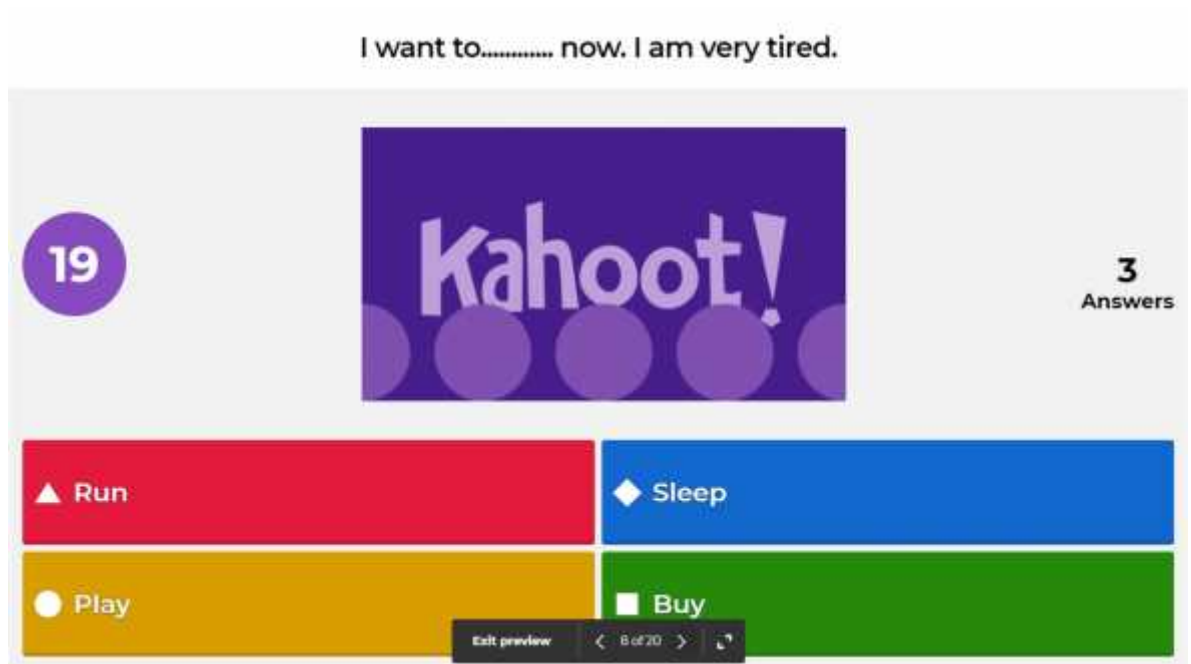 I want to............ now. I am very tired.
19
Kahoot!
3
Answers
Run
Sleep
Play
Buy
Exit preview
8 of 20